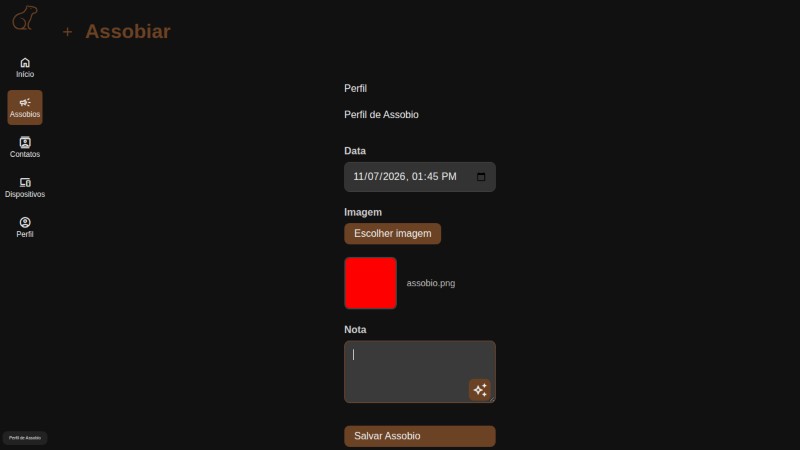 + Assobiar
Início
Assobios
Contatos
Dispositivos
Perfil
Perfil
Perfil de Assobio
Data
11/07/2026, 01:45 PM
Imagem
Escolher imagem
assobio.png
Nota
Salvar Assobio
Perfil de Assobio